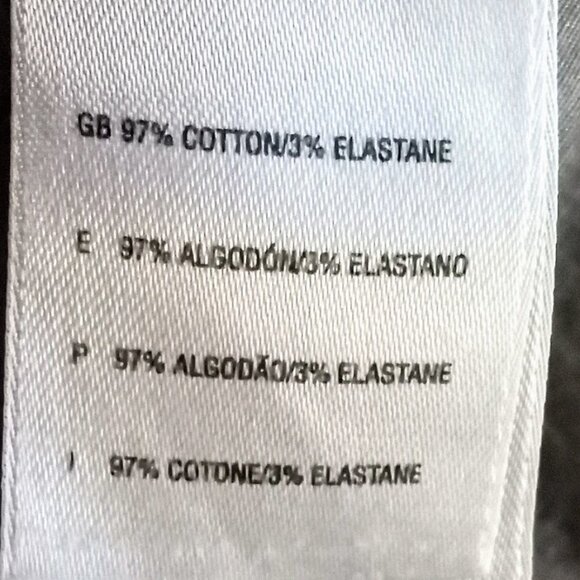 GB 97% COTTON/3% ELASTANE
E 97% ALGODÓN/3% ELASTANO
P 97% ALGODÃO/3% ELASTANE
I 97% COTONE/3% ELASTANE